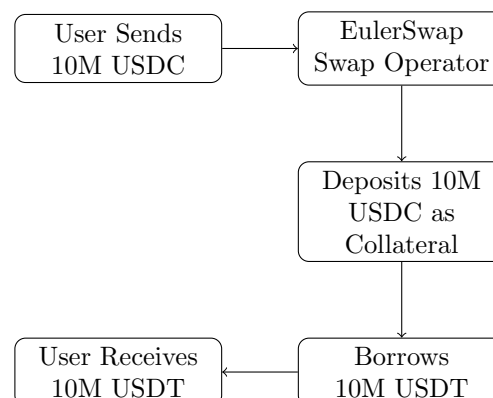 User Sends
10M USDC
EulerSwap
Swap Operator
Deposits 10M
USDC as
Collateral
Borrows
10M USDT
User Receives
10M USDT